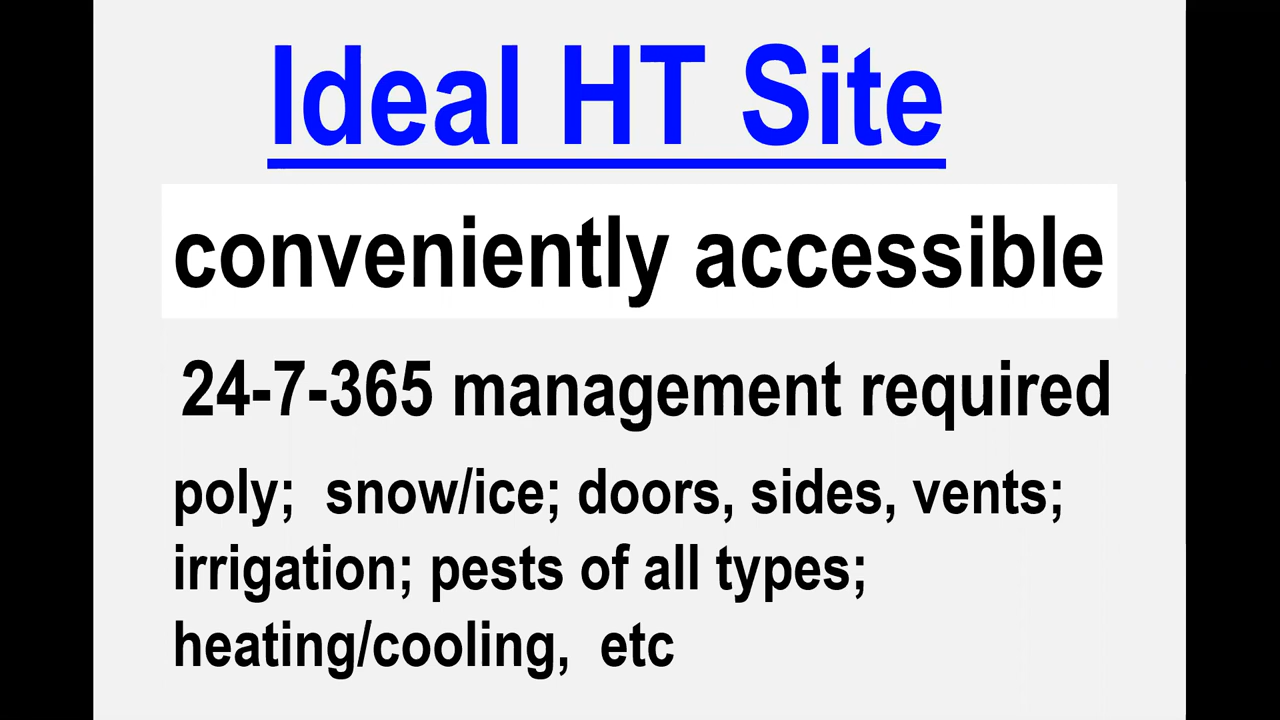 Ideal HT Site
conveniently accessible
24-7-365 management required
poly;  snow/ice; doors, sides, vents;
irrigation; pests of all types;
heating/cooling,  etc